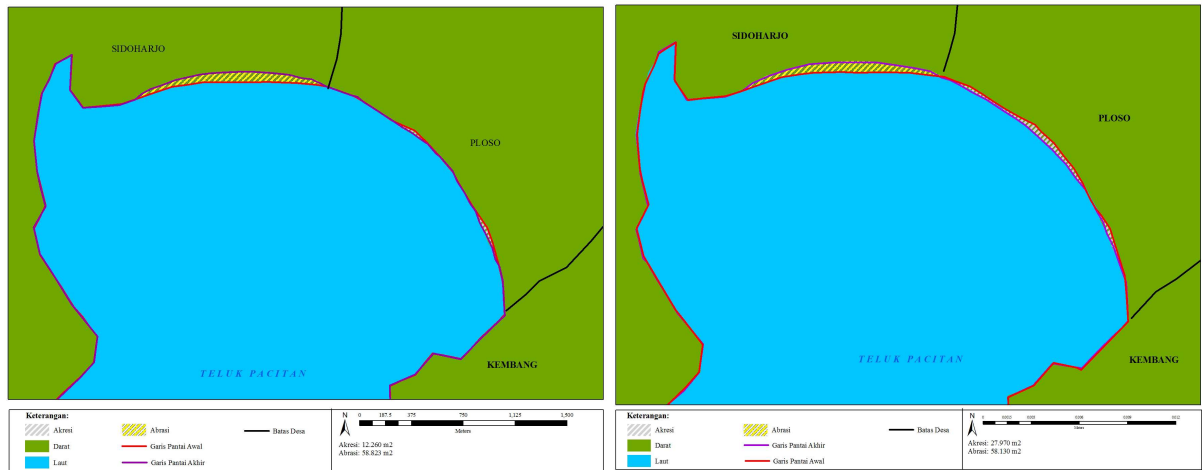 SIDOHARJO
PLOSO
KEMBANG
TELUK PACITAN
Keterangan:
Akresi
Abrasi
Batas Desa
Darat
Garis Pantai Awal
Laut
Garis Pantai Akhir
N
0 187.5 375 750 1,125 1,500
Meters
Akresi: 12.260 m2
Abrasi: 58.823 m2
SIDOHARJO
PLOSO
KEMBANG
TELUK PACITAN
Keterangan:
Akresi
Abrasi
Batas Desa
Darat
Garis Pantai Akhir
Laut
Garis Pantai Awal
N
Akresi: 27.970 m2
Abrasi: 58.130 m2